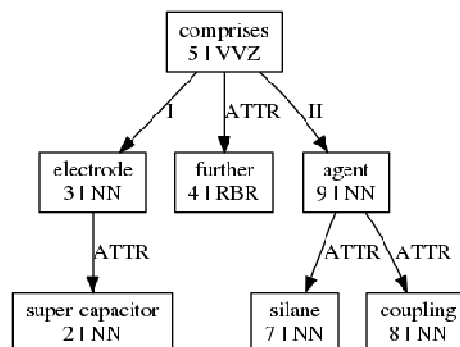 comprises
5 | VVZ
I
ATTR
II
electrode
3 | NN
further
4 | RBR
agent
9 | NN
ATTR
ATTR
ATTR
super capacitor
2 | NN
silane
7 | NN
coupling
8 | NN